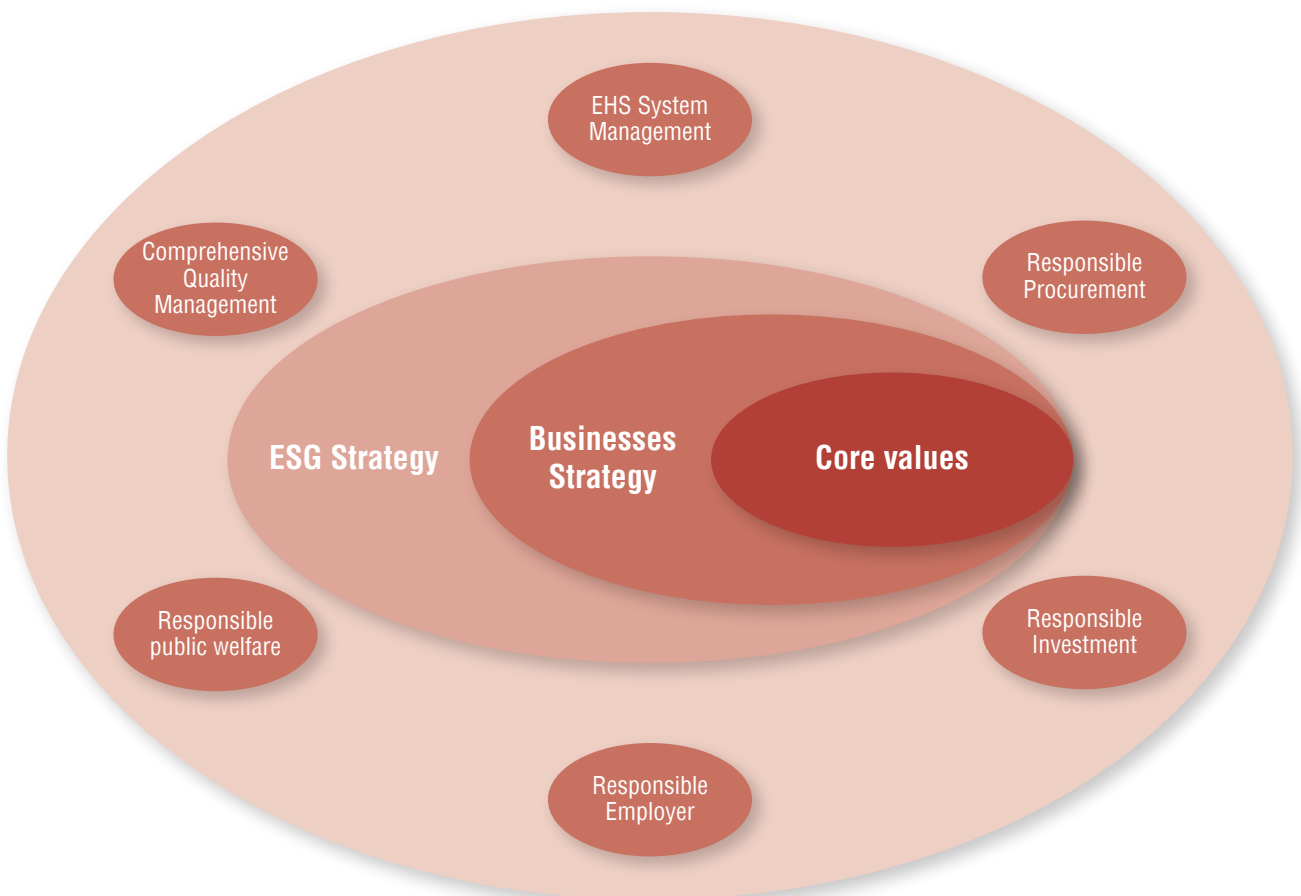 EHS System
Management
Comprehensive
Quality
Management
Responsible
Procurement
ESG Strategy
Businesses
Strategy
Core values
Responsible
public welfare
Responsible
Investment
Responsible
Employer